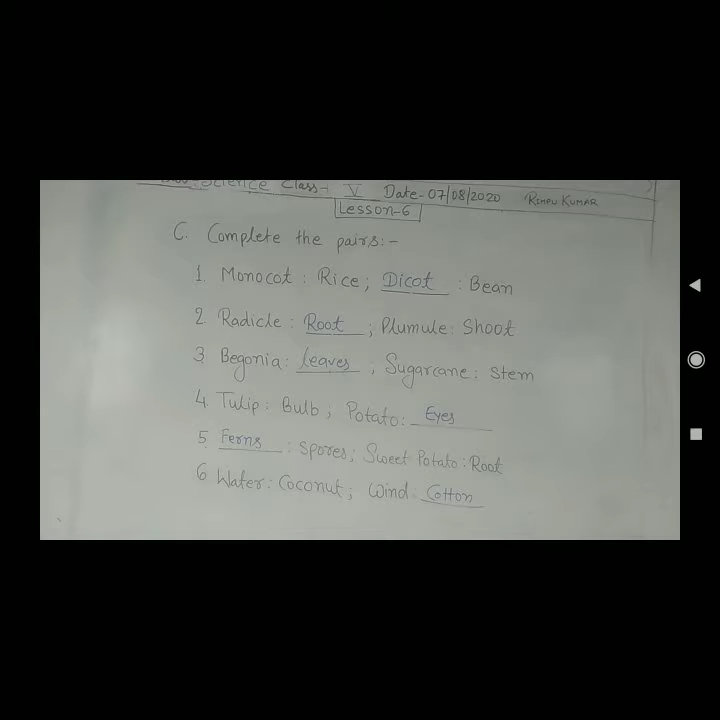 Science Class- V Date-07/08/2020 RIMPU KUMAR
Lesson-6
C. Complete the pairs:-
1. Monocot : Rice; Dicot : Bean
2. Radicle : Root ; Plumule : Shoot
3. Begonia : leaves ; Sugarcane : Stem
4. Tulip : Bulb ; Potato : Eyes
5. Ferns : Spores; Sweet Potato : Root
6 Water : Coconut ; Wind : Cotton